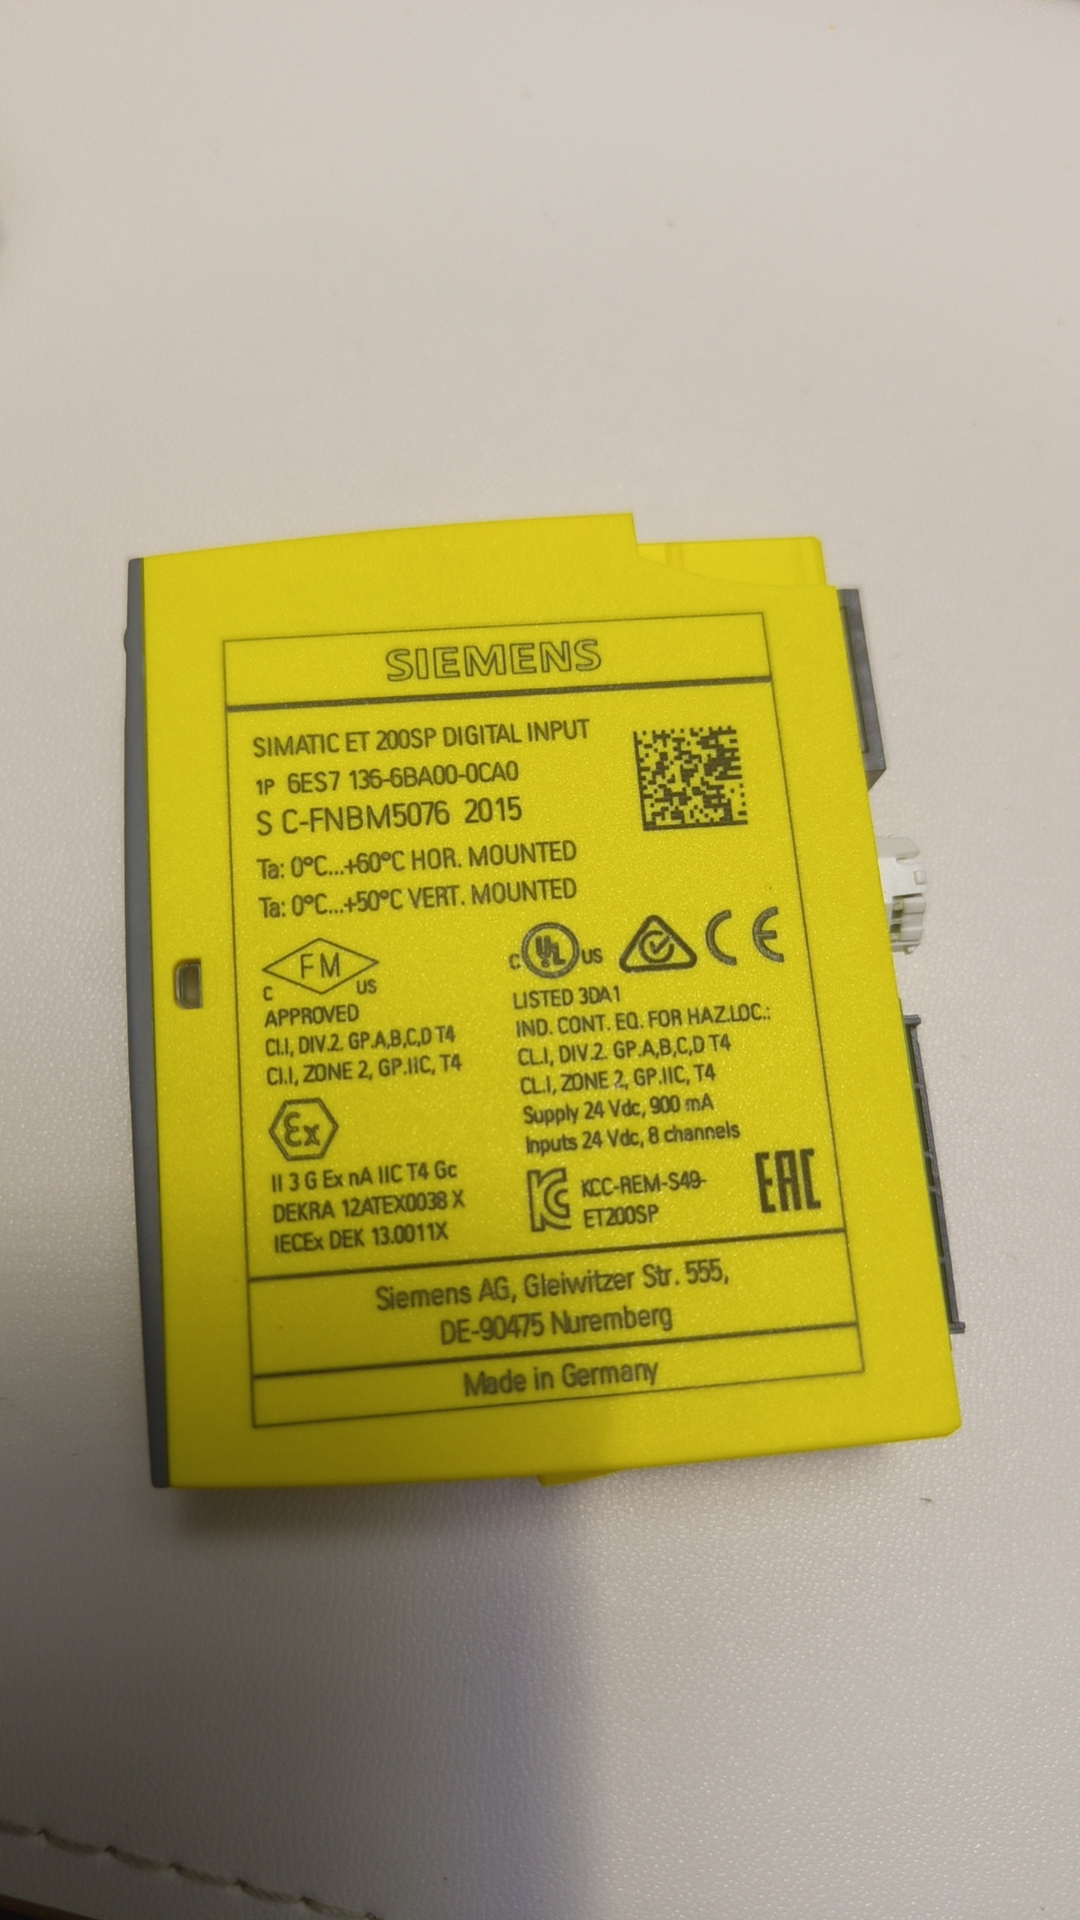 SIEMENS
SIMATIC ET 200SP DIGITAL INPUT
1P 6ES7 136-6BA00-0CA0
S C-FNBM5076 2015
Ta: 0°C...+60°C HOR. MOUNTED
Ta: 0°C...+50°C VERT. MOUNTED
C FM US
APPROVED
Cl.I, DIV.2. GP.A,B,C,D T4
Cl.I, ZONE 2, GP.IIC, T4
Ex
II 3 G Ex nA IIC T4 Gc
DEKRA 12ATEX0038 X
IECEx DEK 13.0011X
C UL US CE
LISTED 3DA1
IND. CONT. EQ. FOR HAZ.LOC.:
CL.I, DIV.2. GP.A,B,C,D T4
CL.I, ZONE 2, GP.IIC, T4
Supply 24 Vdc, 900 mA
Inputs 24 Vdc, 8 channels
KCC-REM-S49-
ET200SP
EAC
Siemens AG, Gleiwitzer Str. 555,
DE-90475 Nuremberg
Made in Germany